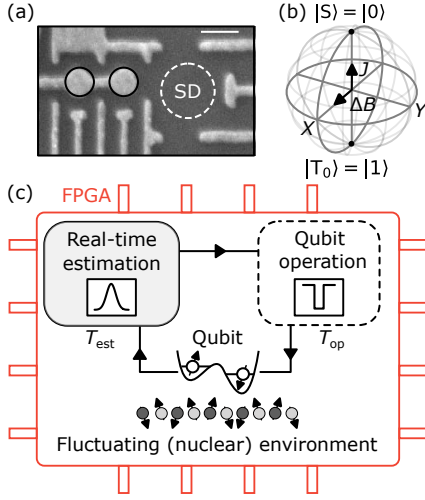 (a)
SD
(b)
|S⟩ = |0⟩
J
ΔB
X
Y
|T₀⟩ = |1⟩
(c)
FPGA
Real-time
estimation
Qubit
operation
T_est
Qubit
T_op
Fluctuating (nuclear) environment